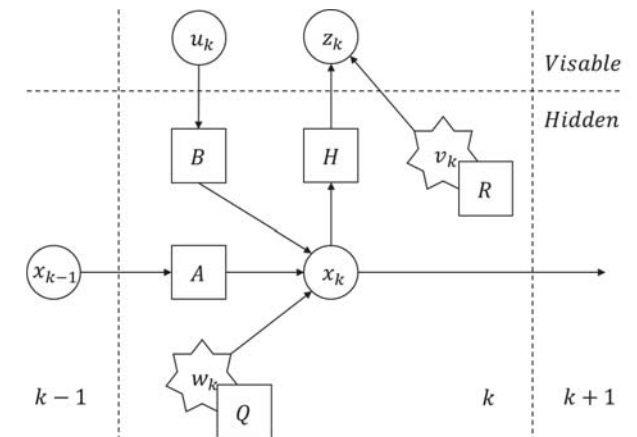 u_k
z_k
Visable
Hidden
B
H
v_k
R
x_{k-1}
A
x_k
w_k
Q
k − 1
k
k + 1